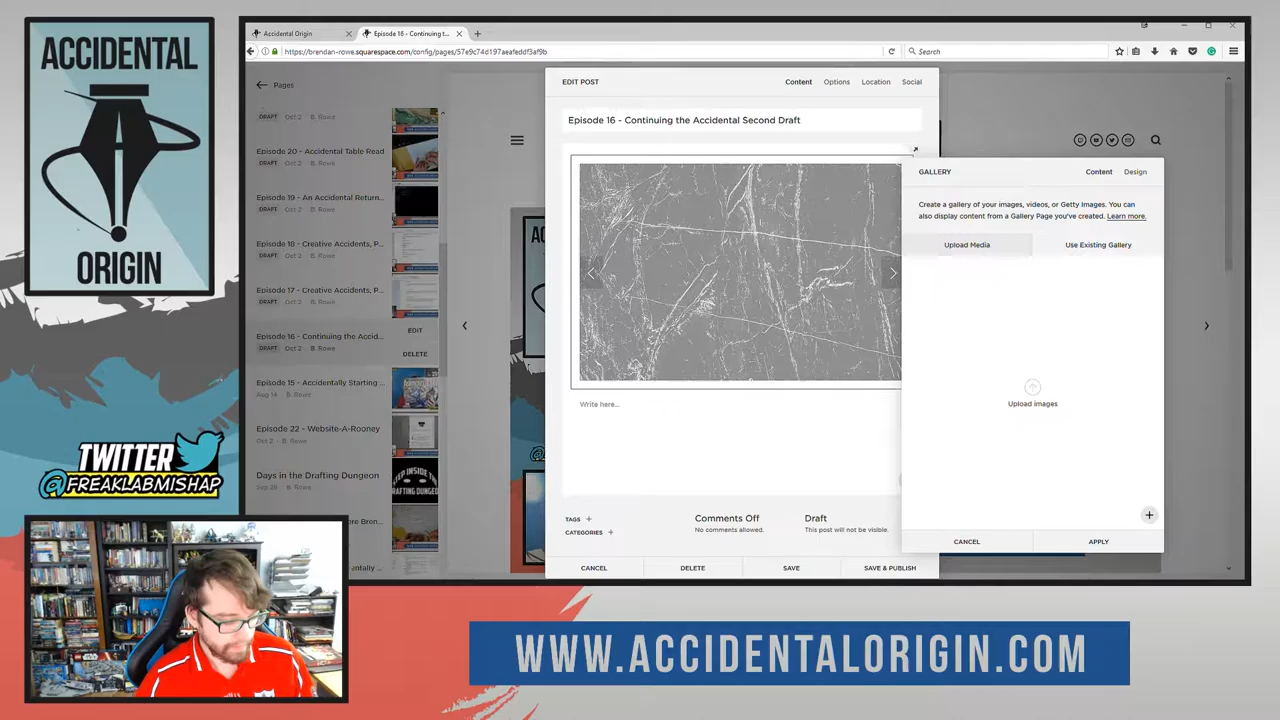 ACCIDENTAL
ORIGIN
TWITTER
@FREAKLABMISHAP
Accidental Origin
Episode 16 - Continuing t...
https://brendan-rowe.squarespace.com/config/pages/57e9c74d197aeafeddf3af9b
Search
Pages
DRAFT Oct 2 B. Rowe
Episode 20 - Accidental Table Read
DRAFT Oct 2 B. Rowe
Episode 19 - An Accidental Return...
DRAFT Oct 2 B. Rowe
Episode 18 - Creative Accidents, P...
DRAFT Oct 2 B. Rowe
Episode 17 - Creative Accidents, P...
DRAFT Oct 2 B. Rowe
Episode 16 - Continuing the Accid...
DRAFT Oct 2 B. Rowe
EDIT
DELETE
Episode 15 - Accidentally Starting ...
Aug 14 B. Rowe
Episode 22 - Website-A-Rooney
Oct 2 B. Rowe
Days in the Drafting Dungeon
Sep 28 B. Rowe
STEP INSIDE THE
DRAFTING DUNGEON
EDIT POST
Content Options Location Social
Episode 16 - Continuing the Accidental Second Draft
Write here...
TAGS +
CATEGORIES +
Comments Off
No comments allowed.
Draft
This post will not be visible.
CANCEL DELETE SAVE SAVE & PUBLISH
GALLERY
Content Design
Create a gallery of your images, videos, or Getty Images. You can
also display content from a Gallery Page you've created. Learn more.
Upload Media Use Existing Gallery
Upload images
CANCEL APPLY
WWW.ACCIDENTALORIGIN.COM